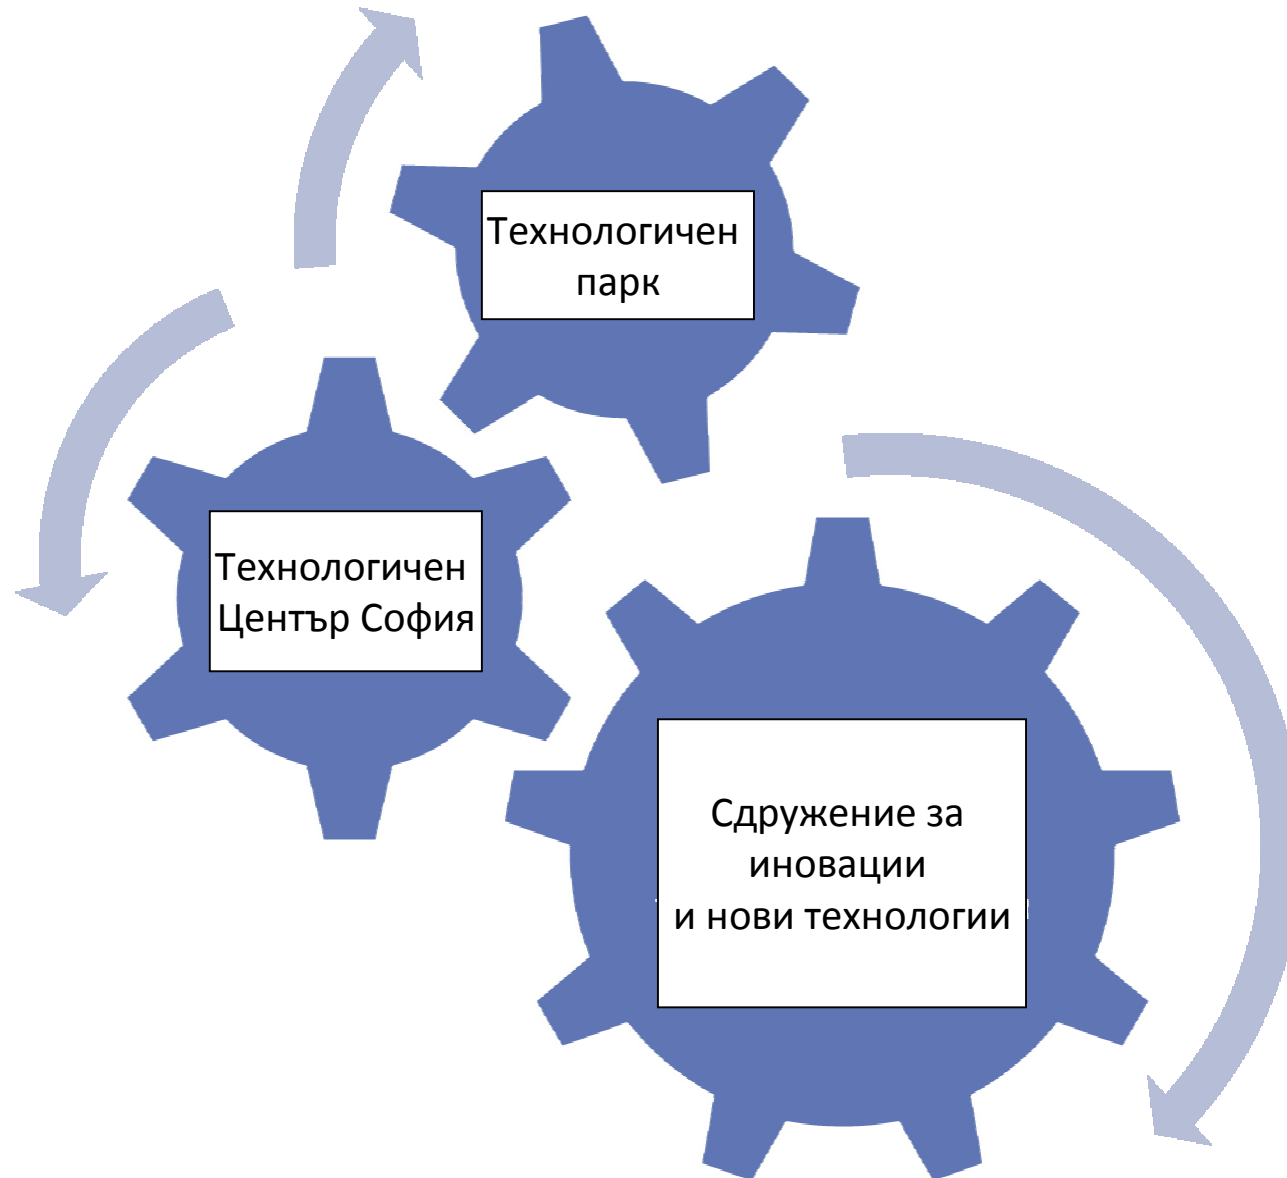 Технологичен
парк
Технологичен
Център София
Сдружение за
иновации
и нови технологии